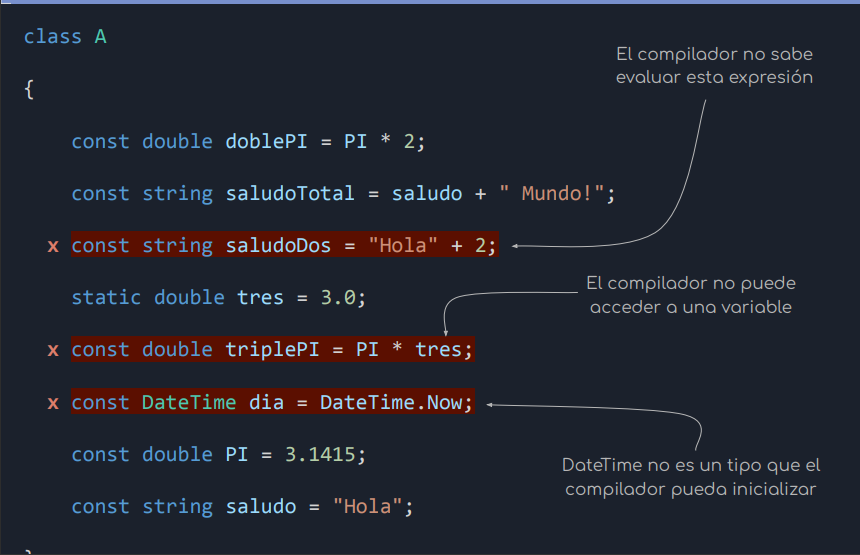 class A
El compilador no sabe
evaluar esta expresión
{
const double doblePI = PI * 2;
const string saludoTotal = saludo + " Mundo!";
x const string saludoDos = "Hola" + 2;
El compilador no puede
acceder a una variable
static double tres = 3.0;
x const double triplePI = PI * tres;
x const DateTime dia = DateTime.Now;
const double PI = 3.1415;
DateTime no es un tipo que el
compilador pueda inicializar
const string saludo = "Hola";
}